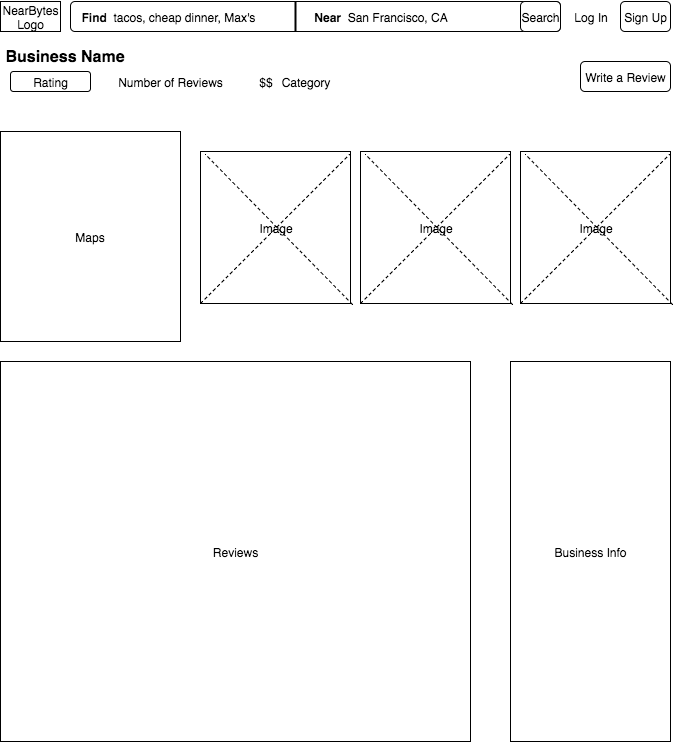 NearBytes
Logo
Find tacos, cheap dinner, Max's
Near San Francisco, CA
Search
Log In
Sign Up
Business Name
Rating
Number of Reviews
$$ Category
Write a Review
Maps
Image
Image
Image
Reviews
Business Info